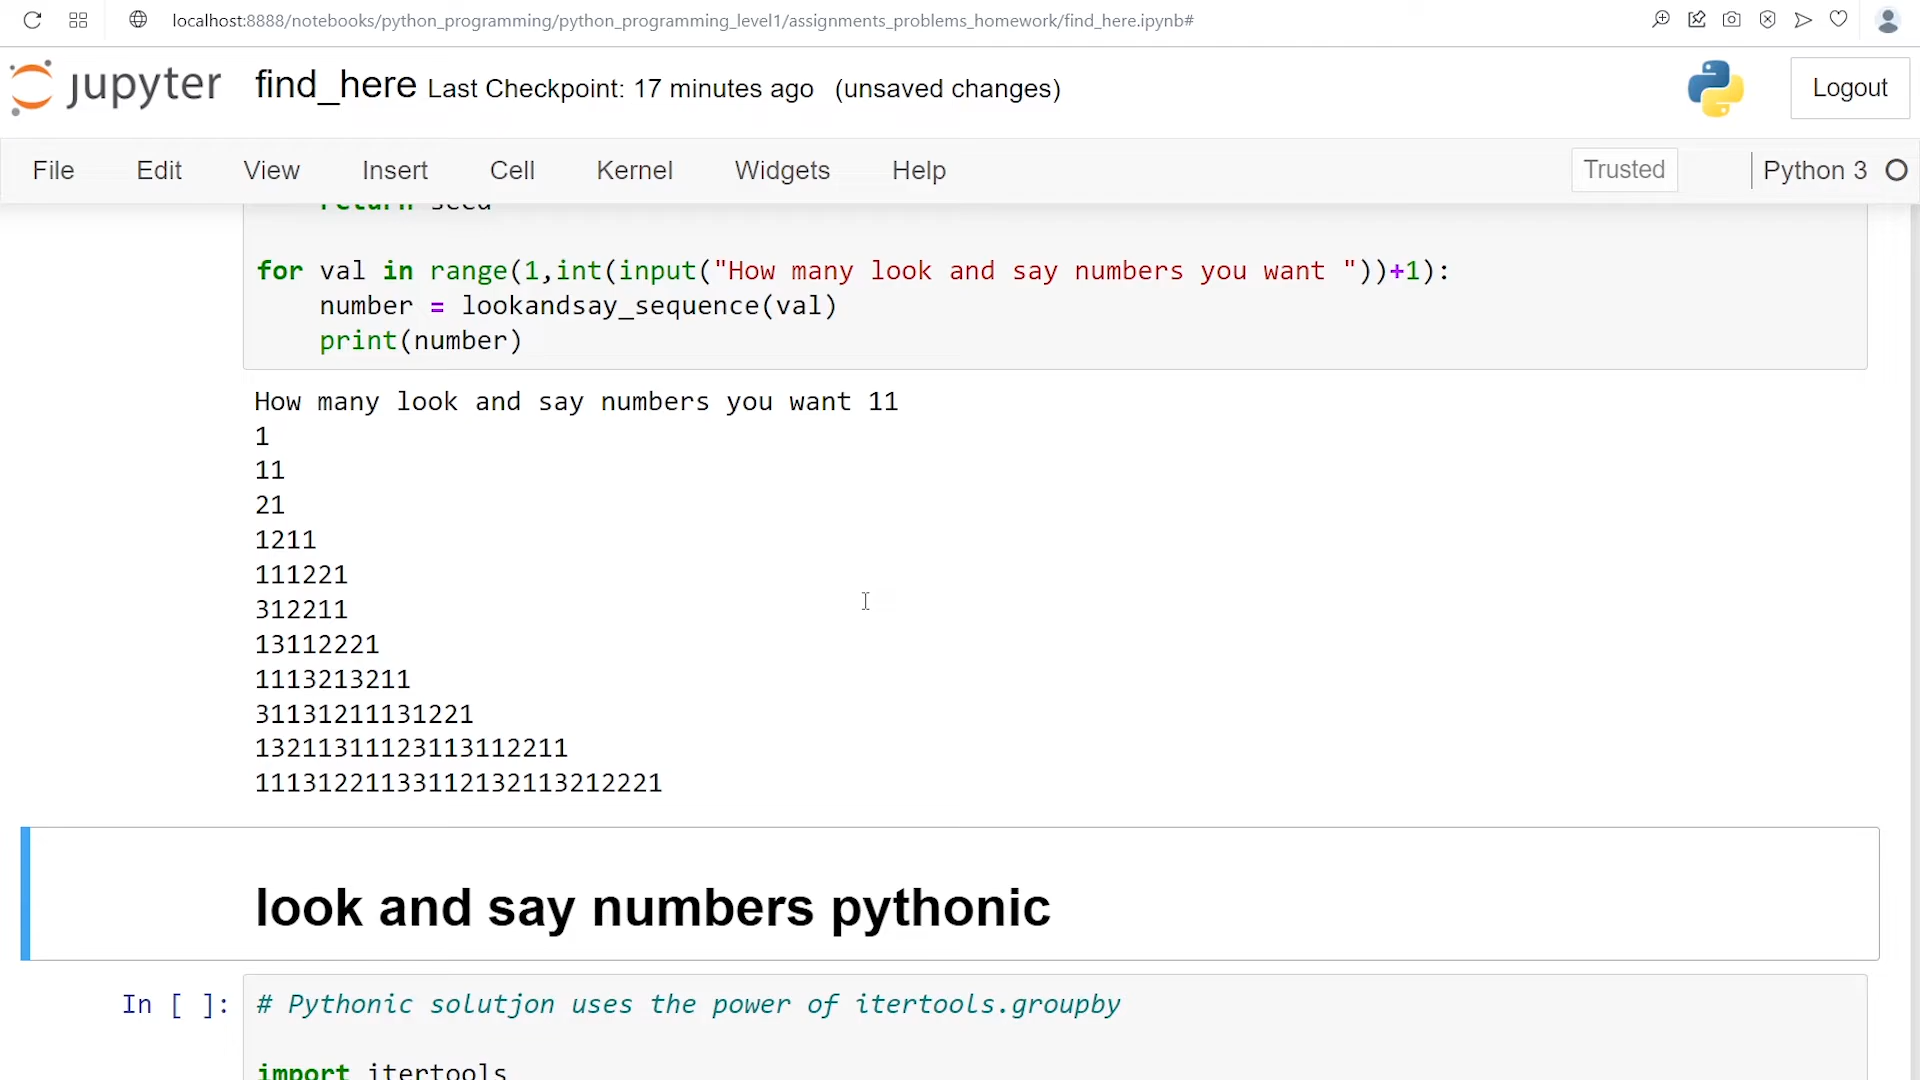 localhost:8888/notebooks/python_programming/python_programming_level1/assignments_problems_homework/find_here.ipynb#
jupyter find_here Last Checkpoint: 17 minutes ago (unsaved changes) Logout
File Edit View Insert Cell Kernel Widgets Help Trusted Python 3
return seed
for val in range(1,int(input("How many look and say numbers you want "))+1):
number = lookandsay_sequence(val)
print(number)
How many look and say numbers you want 11
1
11
21
1211
111221
312211
13112221
1113213211
31131211131221
13211311123113112211
11131221133112132113212221
look and say numbers pythonic
In [ ]: # Pythonic solutjon uses the power of itertools.groupby
import itertools